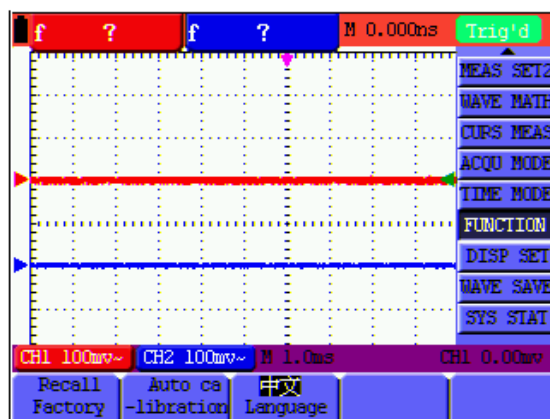 f ?
f ?
M 0.000ns
Trig'd
MEAS SET2
WAVE MATH
CURS MEAS
ACQU MODE
TIME MODE
FUNCTION
DISP SET
WAVE SAVE
SYS STAT
CH1 100mv~
CH2 100mv~
M 1.0ms
CH1 0.00mv
Recall
Factory
Auto ca
-libration
中文
Language